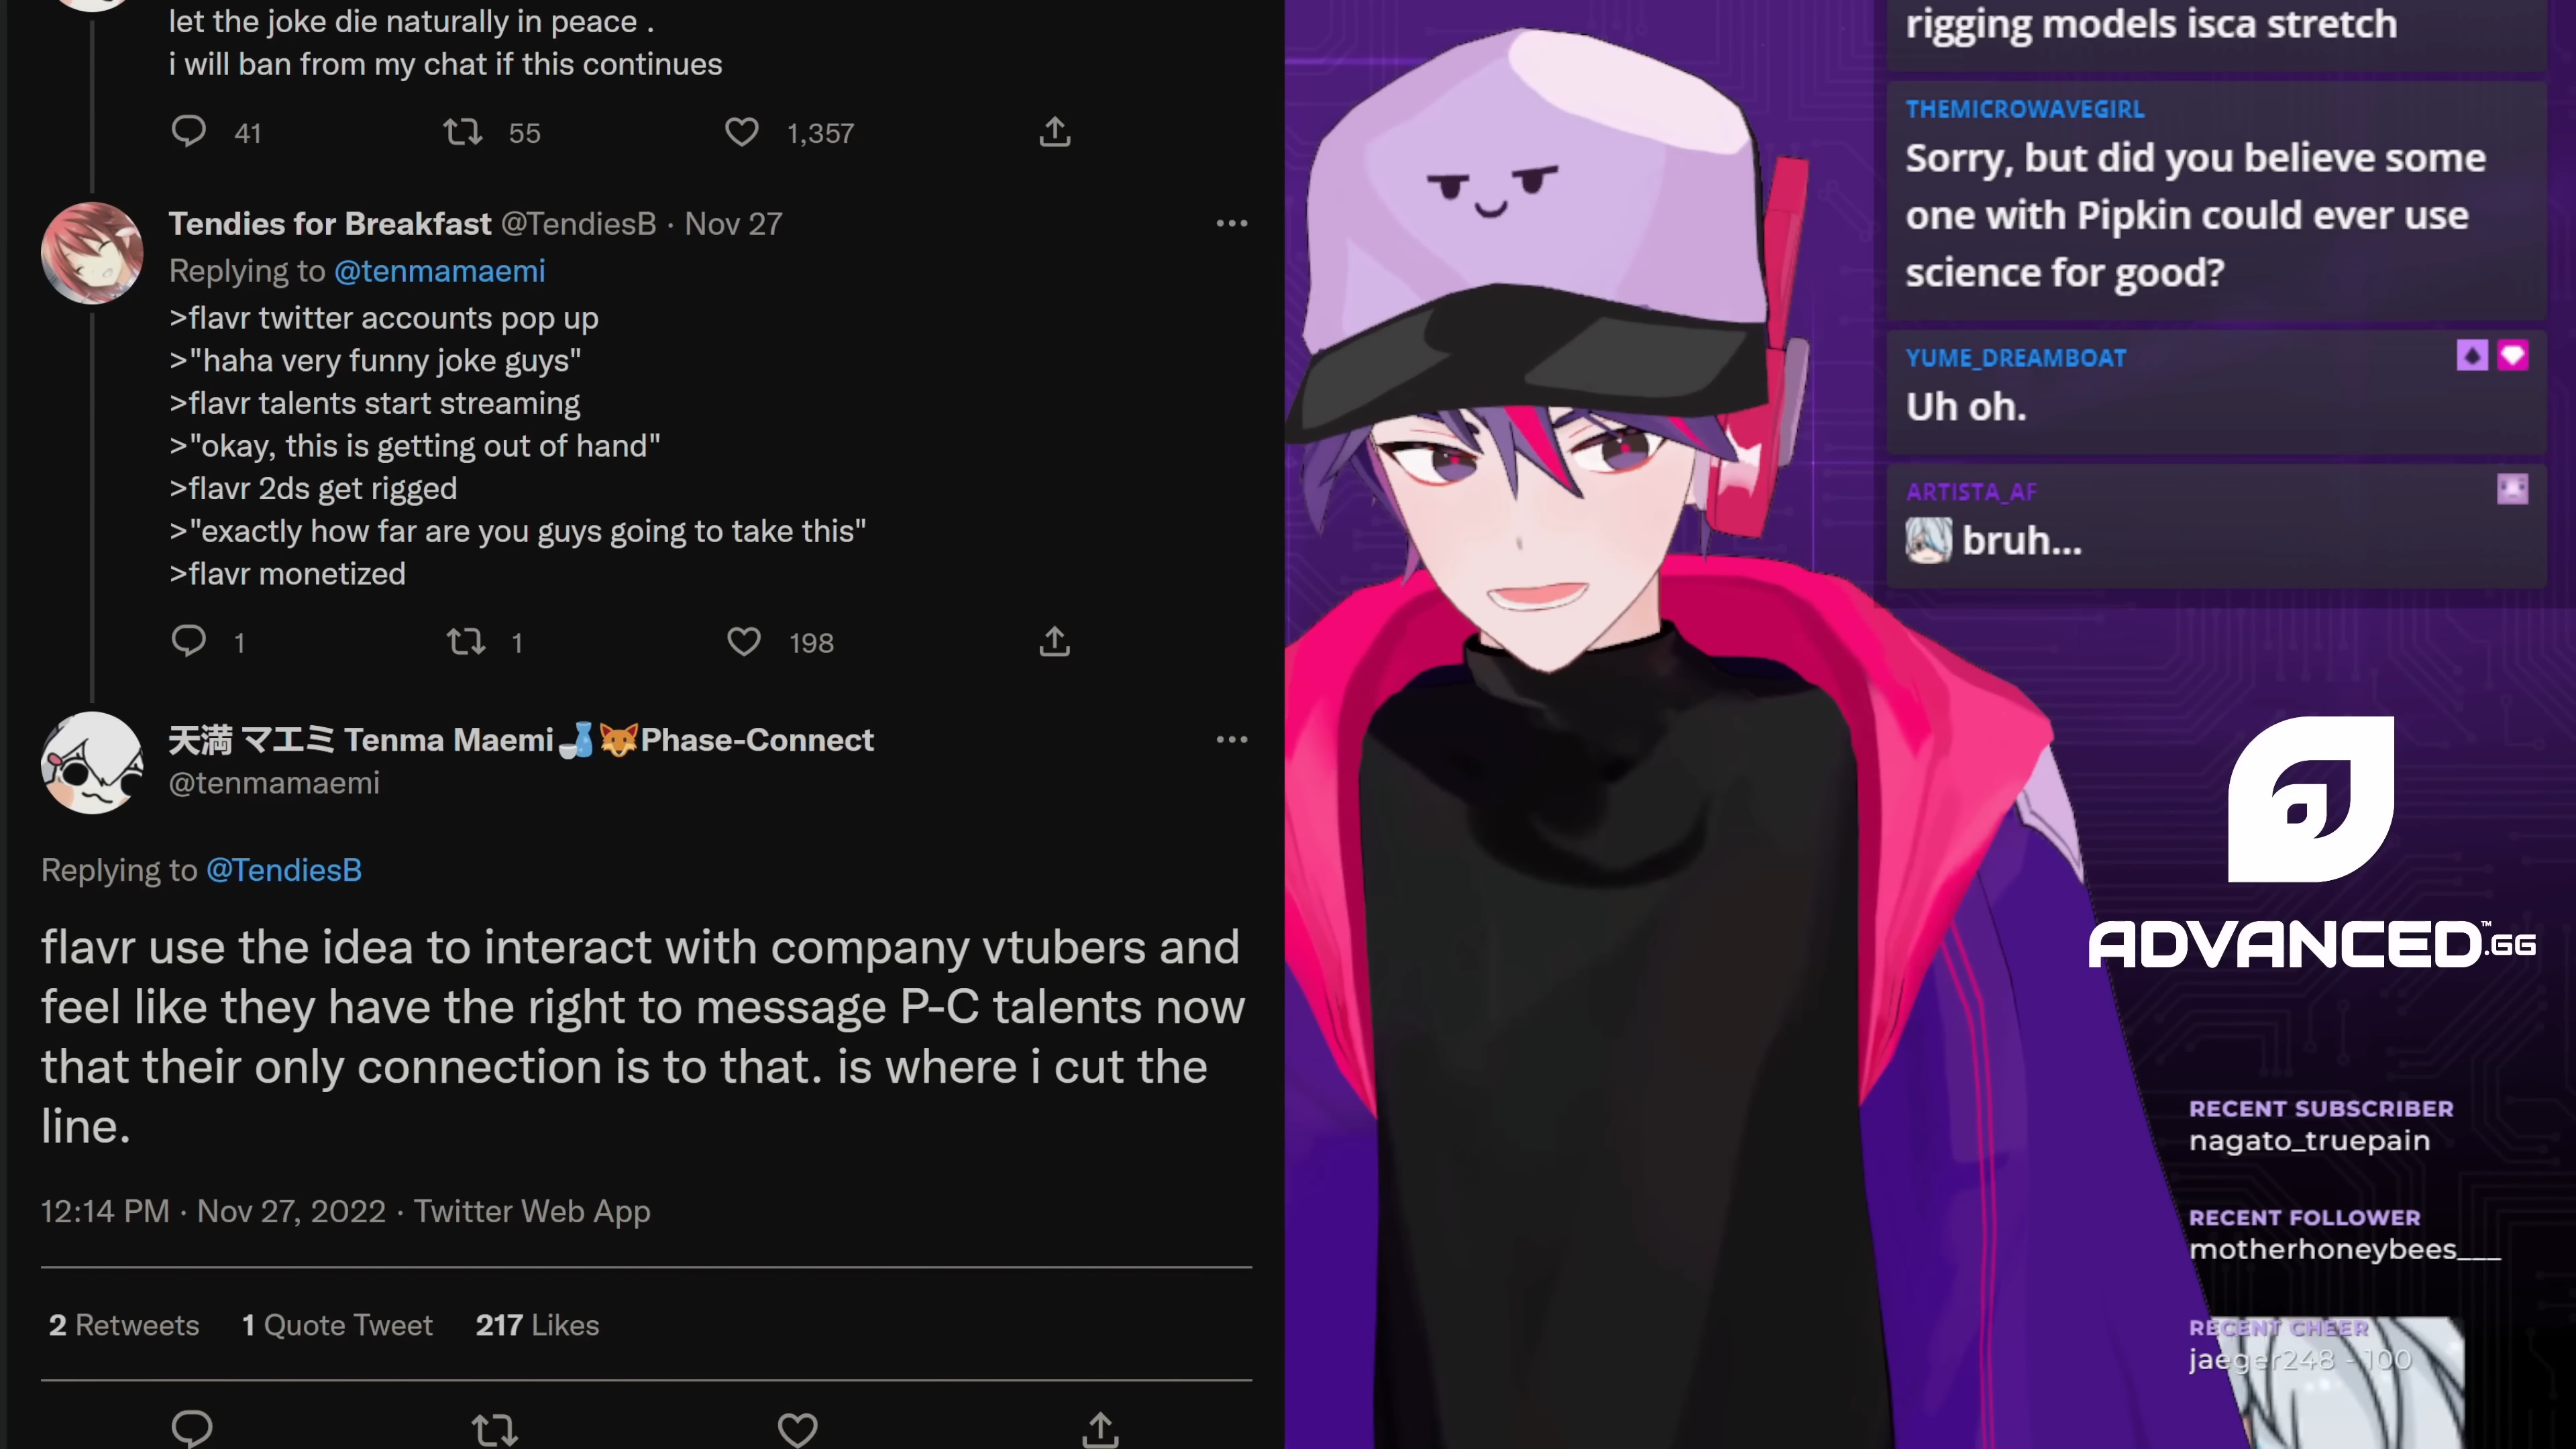 let the joke die naturally in peace .
i will ban from my chat if this continues
41
55
1,357
Tendies for Breakfast @TendiesB · Nov 27
Replying to @tenmamaemi
>flavr twitter accounts pop up
>"haha very funny joke guys"
>flavr talents start streaming
>"okay, this is getting out of hand"
>flavr 2ds get rigged
>"exactly how far are you guys going to take this"
>flavr monetized
1
1
198
天満 マエミ Tenma Maemi🍶🦊Phase-Connect
@tenmamaemi
Replying to @TendiesB
flavr use the idea to interact with company vtubers and
feel like they have the right to message P-C talents now
that their only connection is to that. is where i cut the
line.
12:14 PM · Nov 27, 2022 · Twitter Web App
2 Retweets 1 Quote Tweet 217 Likes
rigging models isca stretch
THEMICROWAVEGIRL
Sorry, but did you believe some
one with Pipkin could ever use
science for good?
YUME_DREAMBOAT
Uh oh.
ARTISTA_AF
bruh...
ADVANCED™.GG
RECENT SUBSCRIBER
nagato_truepain
RECENT FOLLOWER
motherhoneybees___
RECENT CHEER
jaeger248 - 100